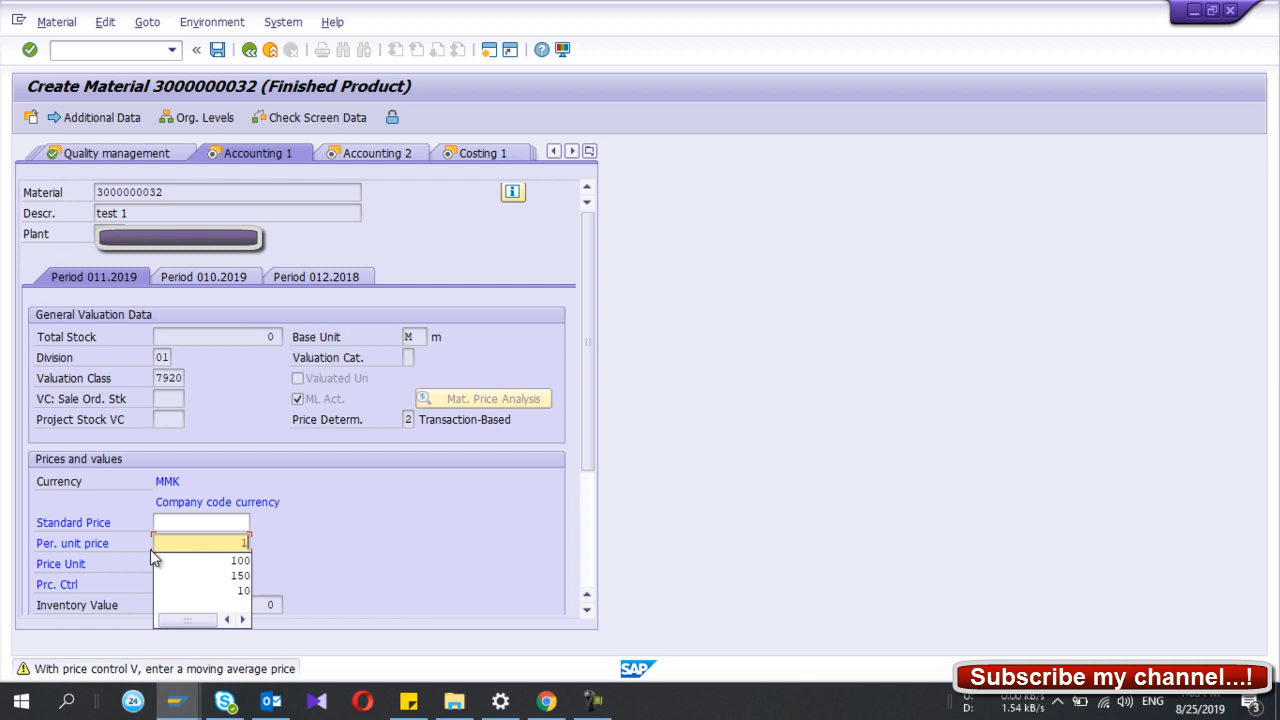 Material Edit Goto Environment System Help
Create Material 3000000032 (Finished Product)
Additional Data Org. Levels Check Screen Data
Quality management Accounting 1 Accounting 2 Costing 1
Material 3000000032
Descr. test 1
Plant
Period 011.2019 Period 010.2019 Period 012.2018
General Valuation Data
Total Stock 0 Base Unit M m
Division 01 Valuation Cat.
Valuation Class 7920 Valuated Un
VC: Sale Ord. Stk ML Act. Mat. Price Analysis
Project Stock VC Price Determ. 2 Transaction-Based
Prices and values
Currency MMK
Company code currency
Standard Price
Per. unit price 1
Price Unit 100
150
Prc. Ctrl 10
Inventory Value 0
With price control V, enter a moving average price
SAP
Subscribe my channel...!
24
ENG
D: 1.54 kB/s
8/25/2019
3